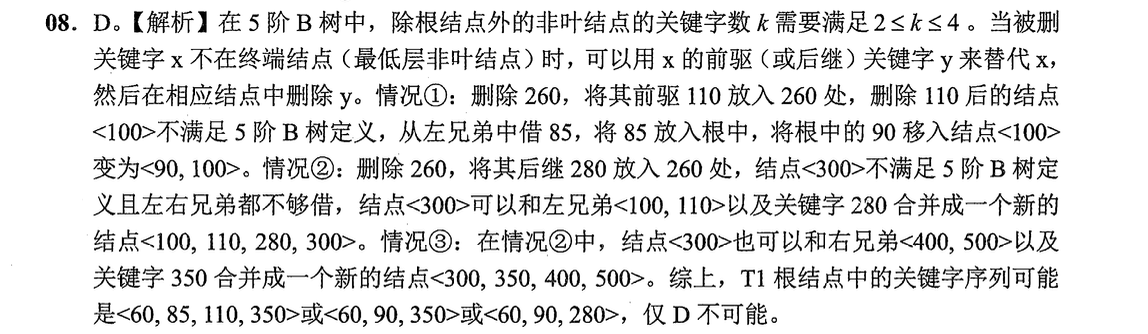 08. D。【解析】在 5 阶 B 树中，除根结点外的非叶结点的关键字数 k 需要满足 2≤k≤4 。当被删
关键字 x 不在终端结点（最低层非叶结点）时，可以用 x 的前驱（或后继）关键字 y 来替代 x，
然后在相应结点中删除 y。情况①：删除 260，将其前驱 110 放入 260 处，删除 110 后的结点
<100>不满足 5 阶 B 树定义，从左兄弟中借 85，将 85 放入根中，将根中的 90 移入结点<100>
变为<90, 100>。情况②：删除 260，将其后继 280 放入 260 处，结点<300>不满足 5 阶 B 树定
义且左右兄弟都不够借，结点<300>可以和左兄弟<100, 110>以及关键字 280 合并成一个新的
结点<100, 110, 280, 300>。情况③：在情况②中，结点<300>也可以和右兄弟<400, 500>以及
关键字 350 合并成一个新的结点<300, 350, 400, 500>。综上，T1 根结点中的关键字序列可能
是<60, 85, 110, 350>或<60, 90, 350>或<60, 90, 280>，仅 D 不可能。